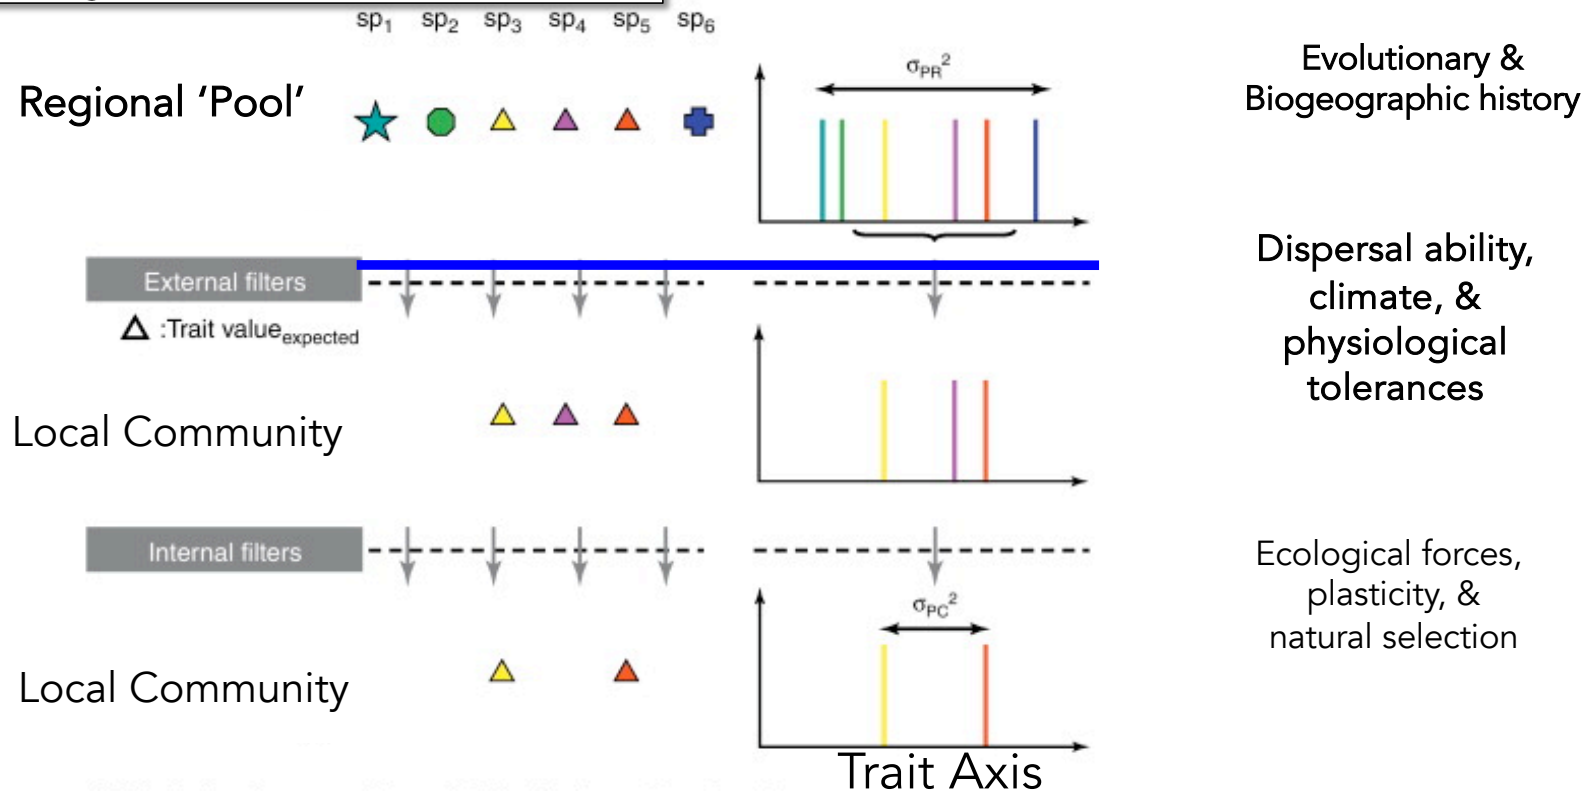 sp₁ sp₂ sp₃ sp₄ sp₅ sp₆
Regional ‘Pool’
σPR²
Evolutionary &
Biogeographic history
External filters
△ :Trait valueexpected
Dispersal ability,
climate, &
physiological
tolerances
Local Community
Internal filters
Ecological forces,
plasticity, &
natural selection
σPC²
Local Community
Trait Axis